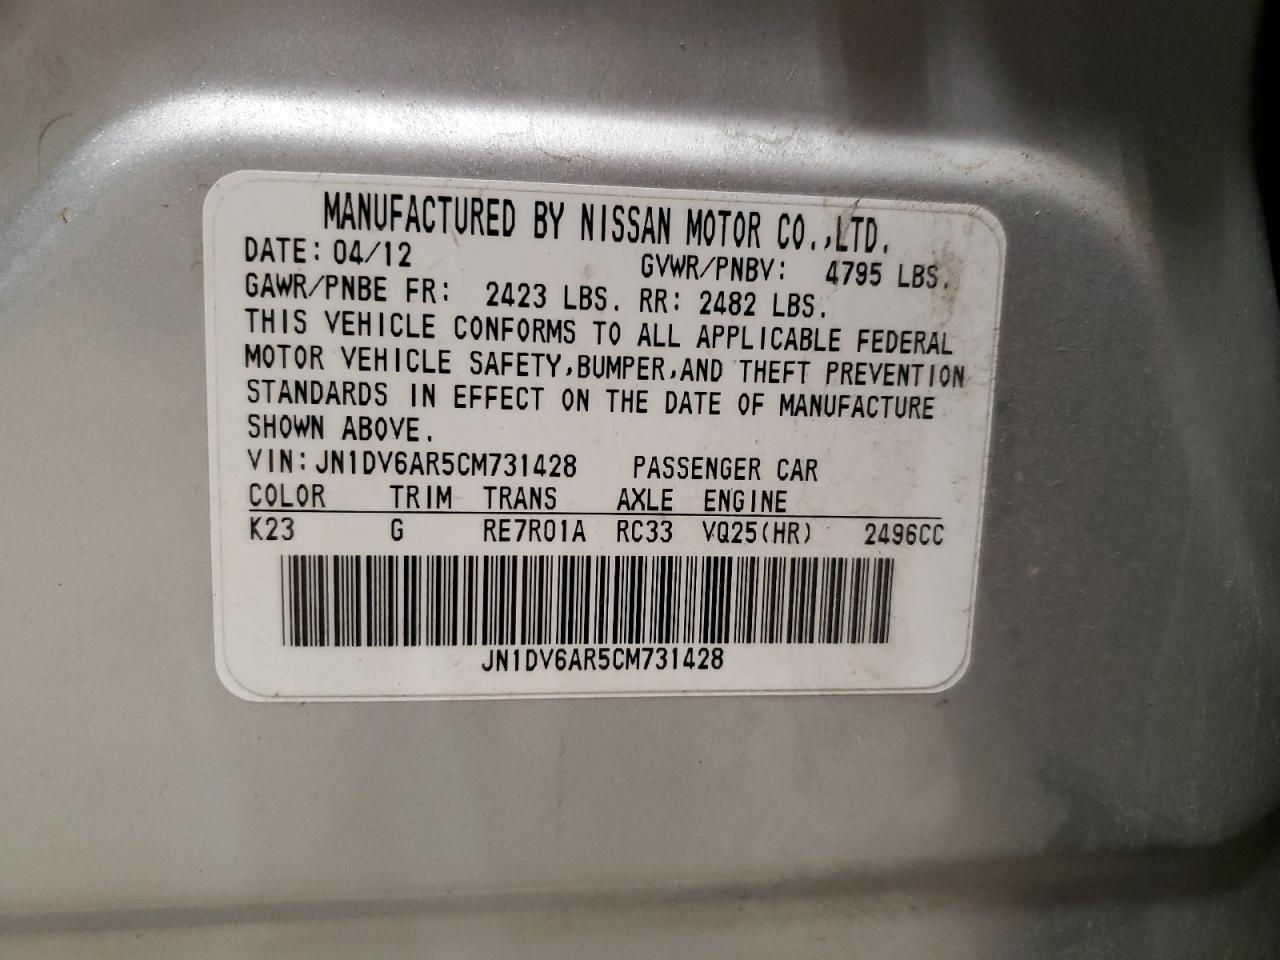 MANUFACTURED BY NISSAN MOTOR CO.,LTD.
DATE: 04/12 GVWR/PNBV: 4795 LBS.
GAWR/PNBE FR: 2423 LBS. RR: 2482 LBS.
THIS VEHICLE CONFORMS TO ALL APPLICABLE FEDERAL
MOTOR VEHICLE SAFETY,BUMPER,AND THEFT PREVENTION
STANDARDS IN EFFECT ON THE DATE OF MANUFACTURE
SHOWN ABOVE.
VIN: JN1DV6AR5CM731428 PASSENGER CAR
COLOR TRIM TRANS AXLE ENGINE
K23 G RE7R01A RC33 VQ25(HR) 2496CC
JN1DV6AR5CM731428